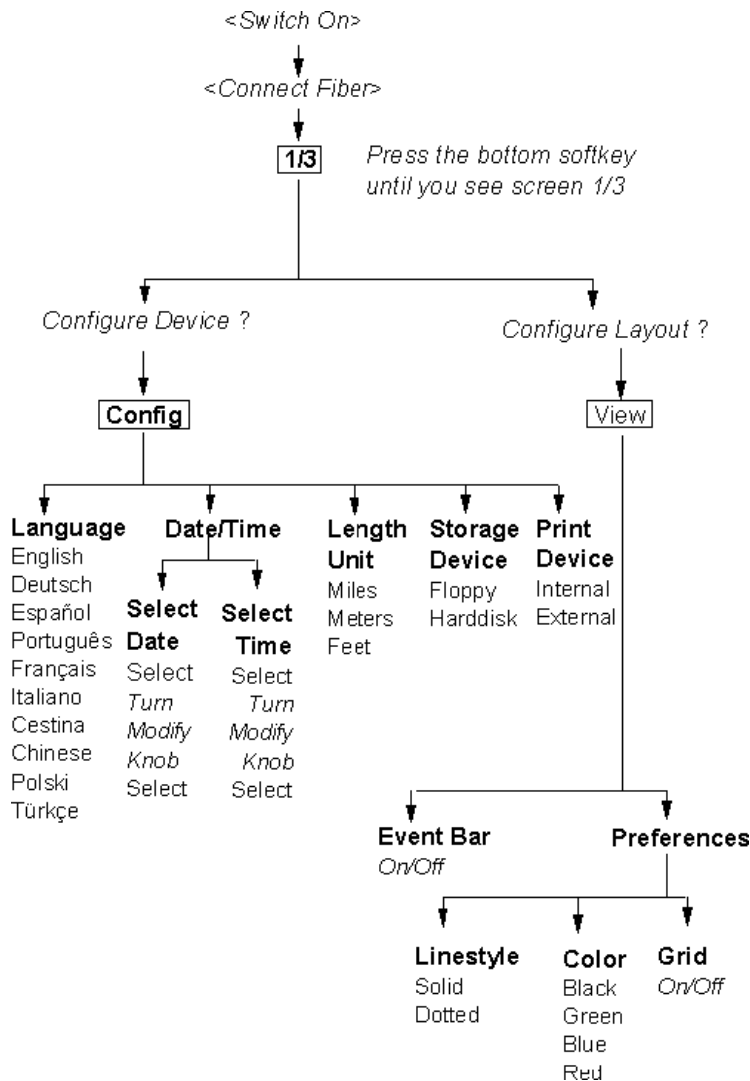 <Switch On>
<Connect Fiber>
1/3
Press the bottom softkey
until you see screen 1/3
Configure Device ?
Configure Layout ?
Config
View
Language
English
Deutsch
Español
Português
Français
Italiano
Cestina
Chinese
Polski
Türkçe
Date/Time
Select
Date
Select
Turn
Modify
Knob
Select
Select
Time
Select
Turn
Modify
Knob
Select
Length
Unit
Miles
Meters
Feet
Storage
Device
Floppy
Harddisk
Print
Device
Internal
External
Event Bar
On/Off
Preferences
Linestyle
Solid
Dotted
Color
Black
Green
Blue
Red
Grid
On/Off